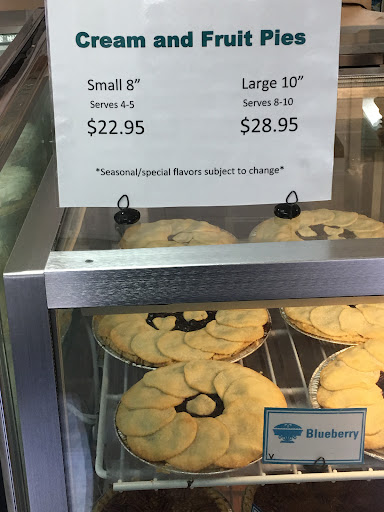 Cream and Fruit Pies
Small 8” Large 10”
Serves 4-5 Serves 8-10
$22.95 $28.95
*Seasonal/special flavors subject to change*
Blueberry
V